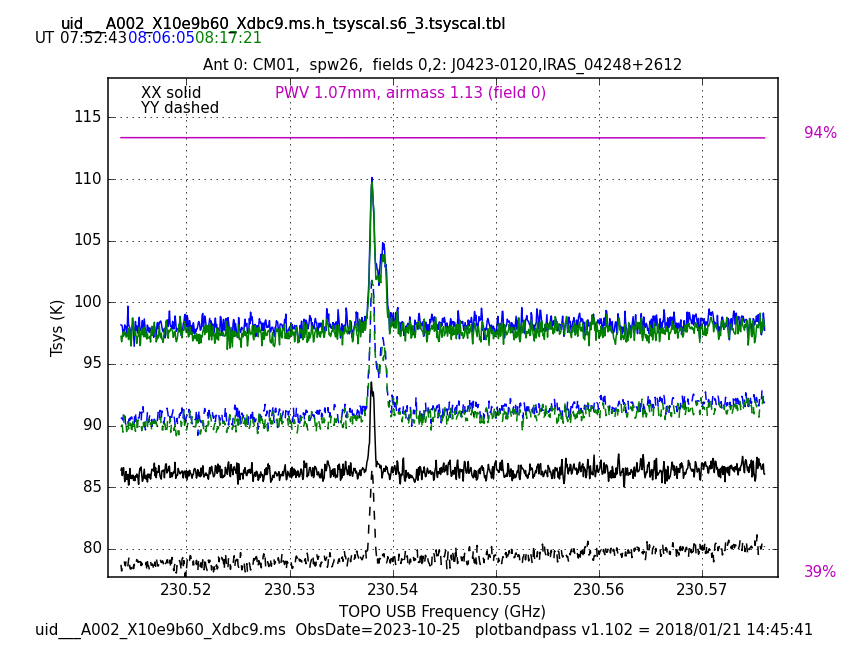 uid___A002_X10e9b60_Xdbc9.ms.h_tsyscal.s6_3.tsyscal.tbl
UT 07:52:43 08:06:05 08:17:21
Ant 0: CM01,  spw26,  fields 0,2: J0423-0120,IRAS_04248+2612
XX solid
PWV 1.07mm, airmass 1.13 (field 0)
YY dashed
115
94%
110
105
100
Tsys (K)
95
90
85
80
39%
230.52 230.53 230.54 230.55 230.56 230.57
TOPO USB Frequency (GHz)
uid___A002_X10e9b60_Xdbc9.ms  ObsDate=2023-10-25   plotbandpass v1.102 = 2018/01/21 14:45:41